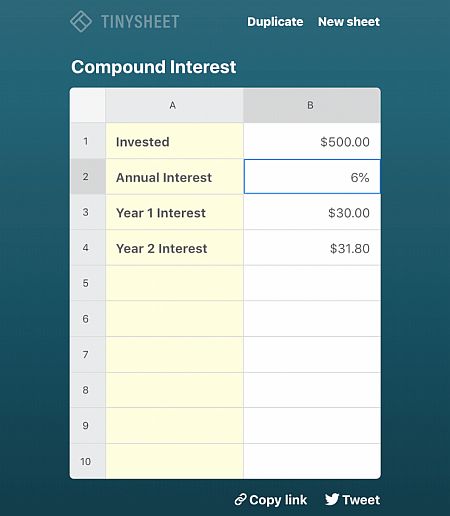 TINYSHEET Duplicate New sheet
Compound Interest
A B
1 Invested $500.00
2 Annual Interest 6%
3 Year 1 Interest $30.00
4 Year 2 Interest $31.80
5
6
7
8
9
10
Copy link Tweet